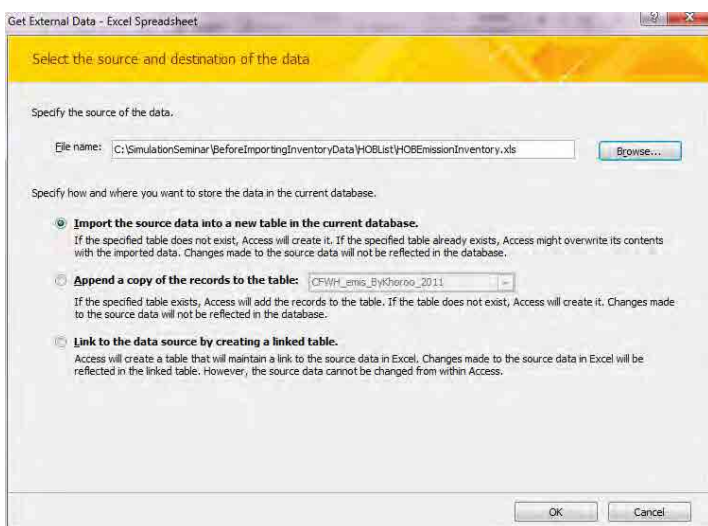 Get External Data - Excel Spreadsheet
Select the source and destination of the data
Specify the source of the data.
File name: C:\SimulationSeminar\BeforeImportingInventoryData\HOBList\HOBEmissionInventory.xls Browse...
Specify how and where you want to store the data in the current database.
Import the source data into a new table in the current database.
If the specified table does not exist, Access will create it. If the specified table already exists, Access might overwrite its contents
with the imported data. Changes made to the source data will not be reflected in the database.
Append a copy of the records to the table: CFWH_emis_ByKhoroo_2011
If the specified table exists, Access will add the records to the table. If the table does not exist, Access will create it. Changes made
to the source data will not be reflected in the database.
Link to the data source by creating a linked table.
Access will create a table that will maintain a link to the source data in Excel. Changes made to the source data in Excel will be
reflected in the linked table. However, the source data cannot be changed from within Access.
OK Cancel